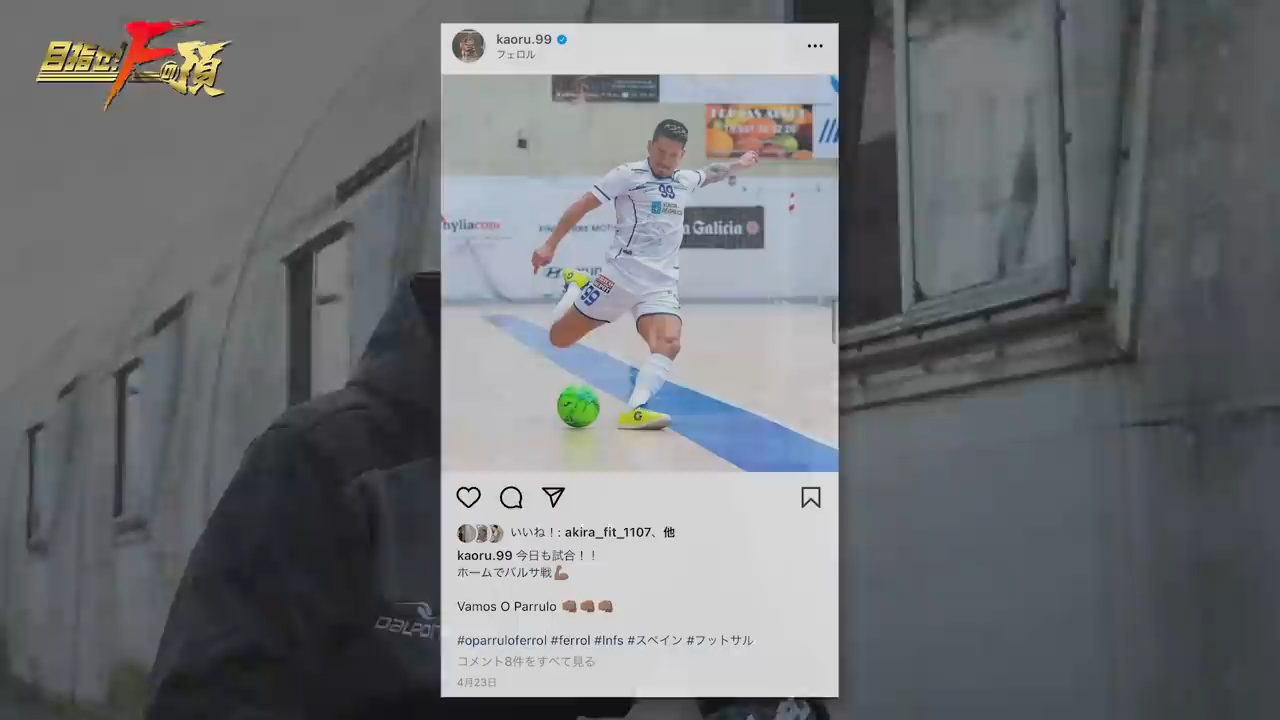 目指せ!Fの頂
kaoru.99
フェロル
99
Galicia
99
いいね！: akira_fit_1107、他
kaoru.99 今日も試合！！
ホームでバルサ戦💪🏾
Vamos O Parrulo 👊🏾👊🏾👊🏾
#oparruloferrol #ferrol #lnfs #スペイン #フットサル
コメント8件をすべて見る
4月23日